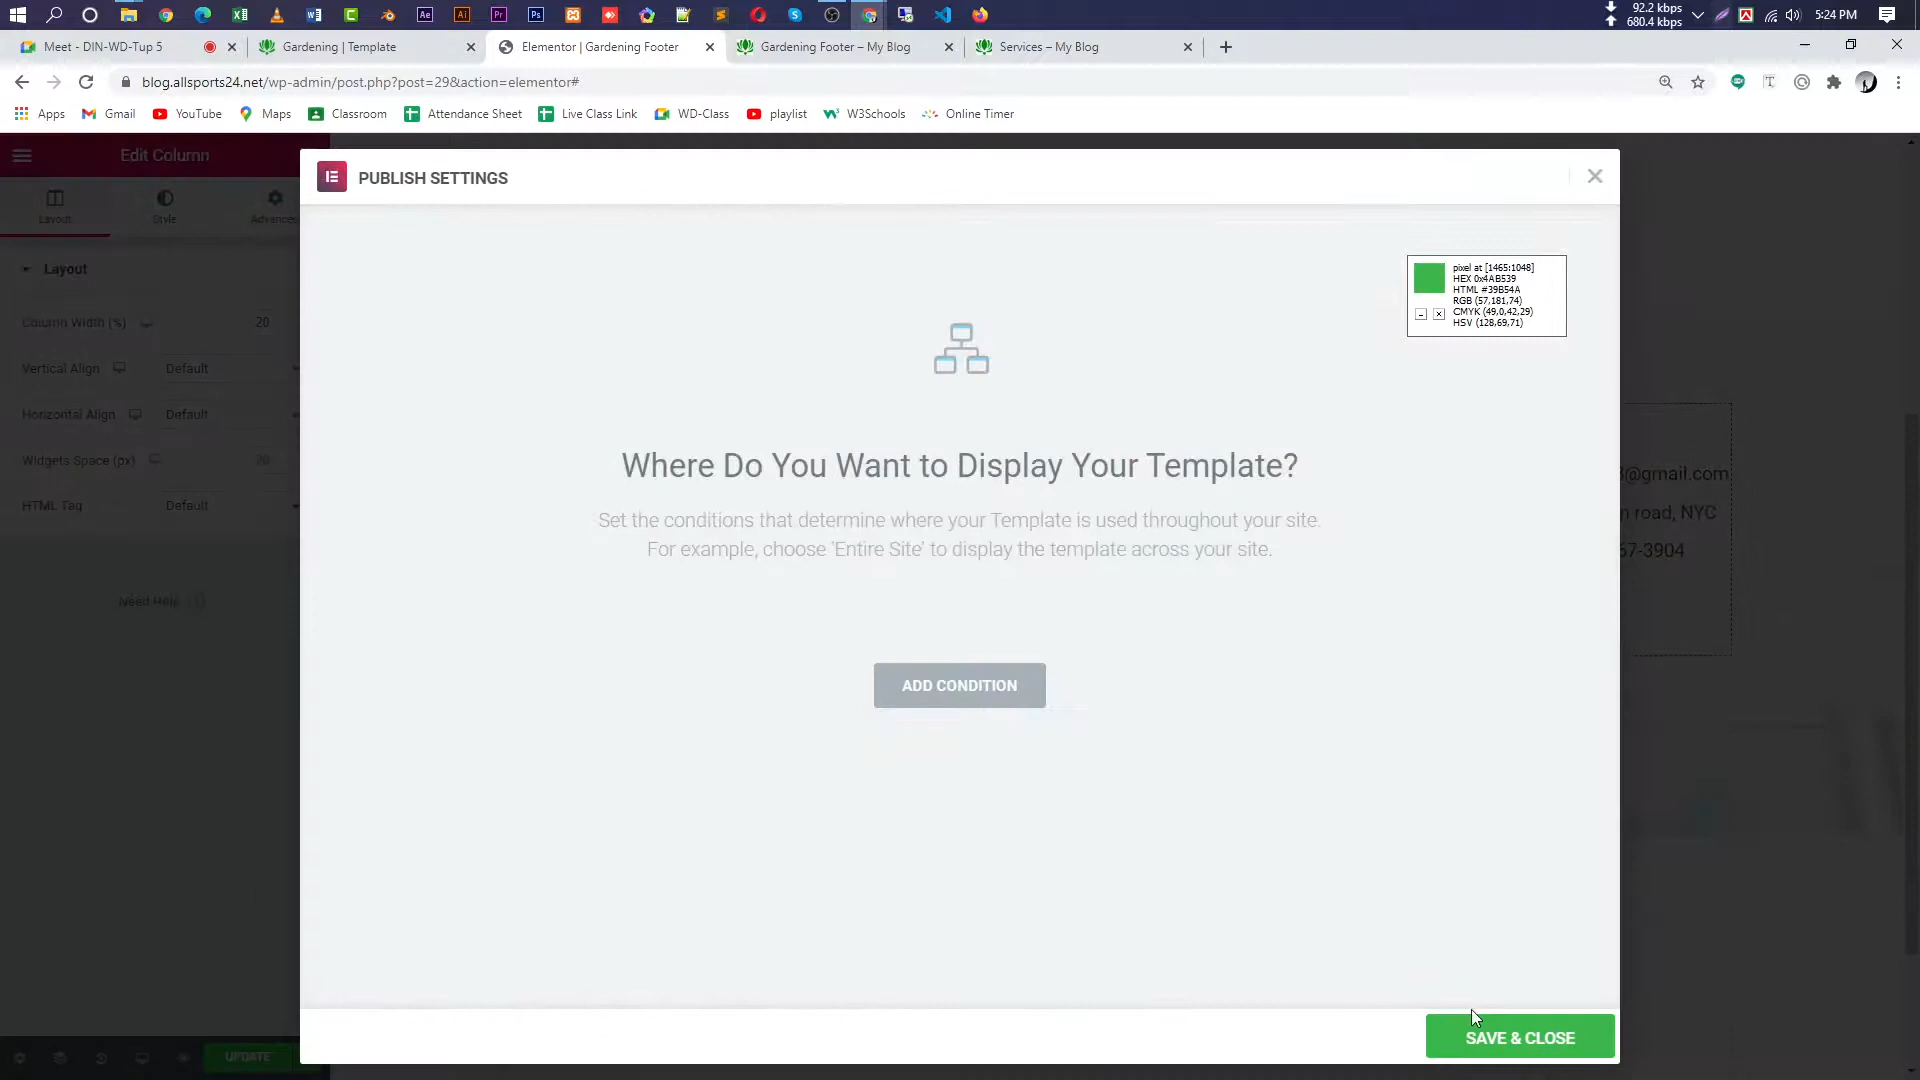 92.2 kbps
680.4 kbps
5:24 PM
Meet - DIN-WD-Tup 5
Gardening | Template
Elementor | Gardening Footer
Gardening Footer – My Blog
Services – My Blog
blog.allsports24.net/wp-admin/post.php?post=29&action=elementor#
Apps
Gmail
YouTube
Maps
Classroom
Attendance Sheet
Live Class Link
WD-Class
playlist
W3Schools
Online Timer
Edit Column
Layout
Style
Advanced
Layout
Column Width (%)
20
Vertical Align
Default
Horizontal Align
Default
Widgets Space (px)
20
HTML Tag
Default
Need Help
UPDATE
PUBLISH SETTINGS
pixel at [1465:1048]
HEX 0x4AB539
HTML #39B54A
RGB (57,181,74)
CMYK (49,0,42,29)
HSV (128,69,71)
Where Do You Want to Display Your Template?
Set the conditions that determine where your Template is used throughout your site.
For example, choose 'Entire Site' to display the template across your site.
ADD CONDITION
SAVE & CLOSE
@gmail.com
road, NYC
67-3904